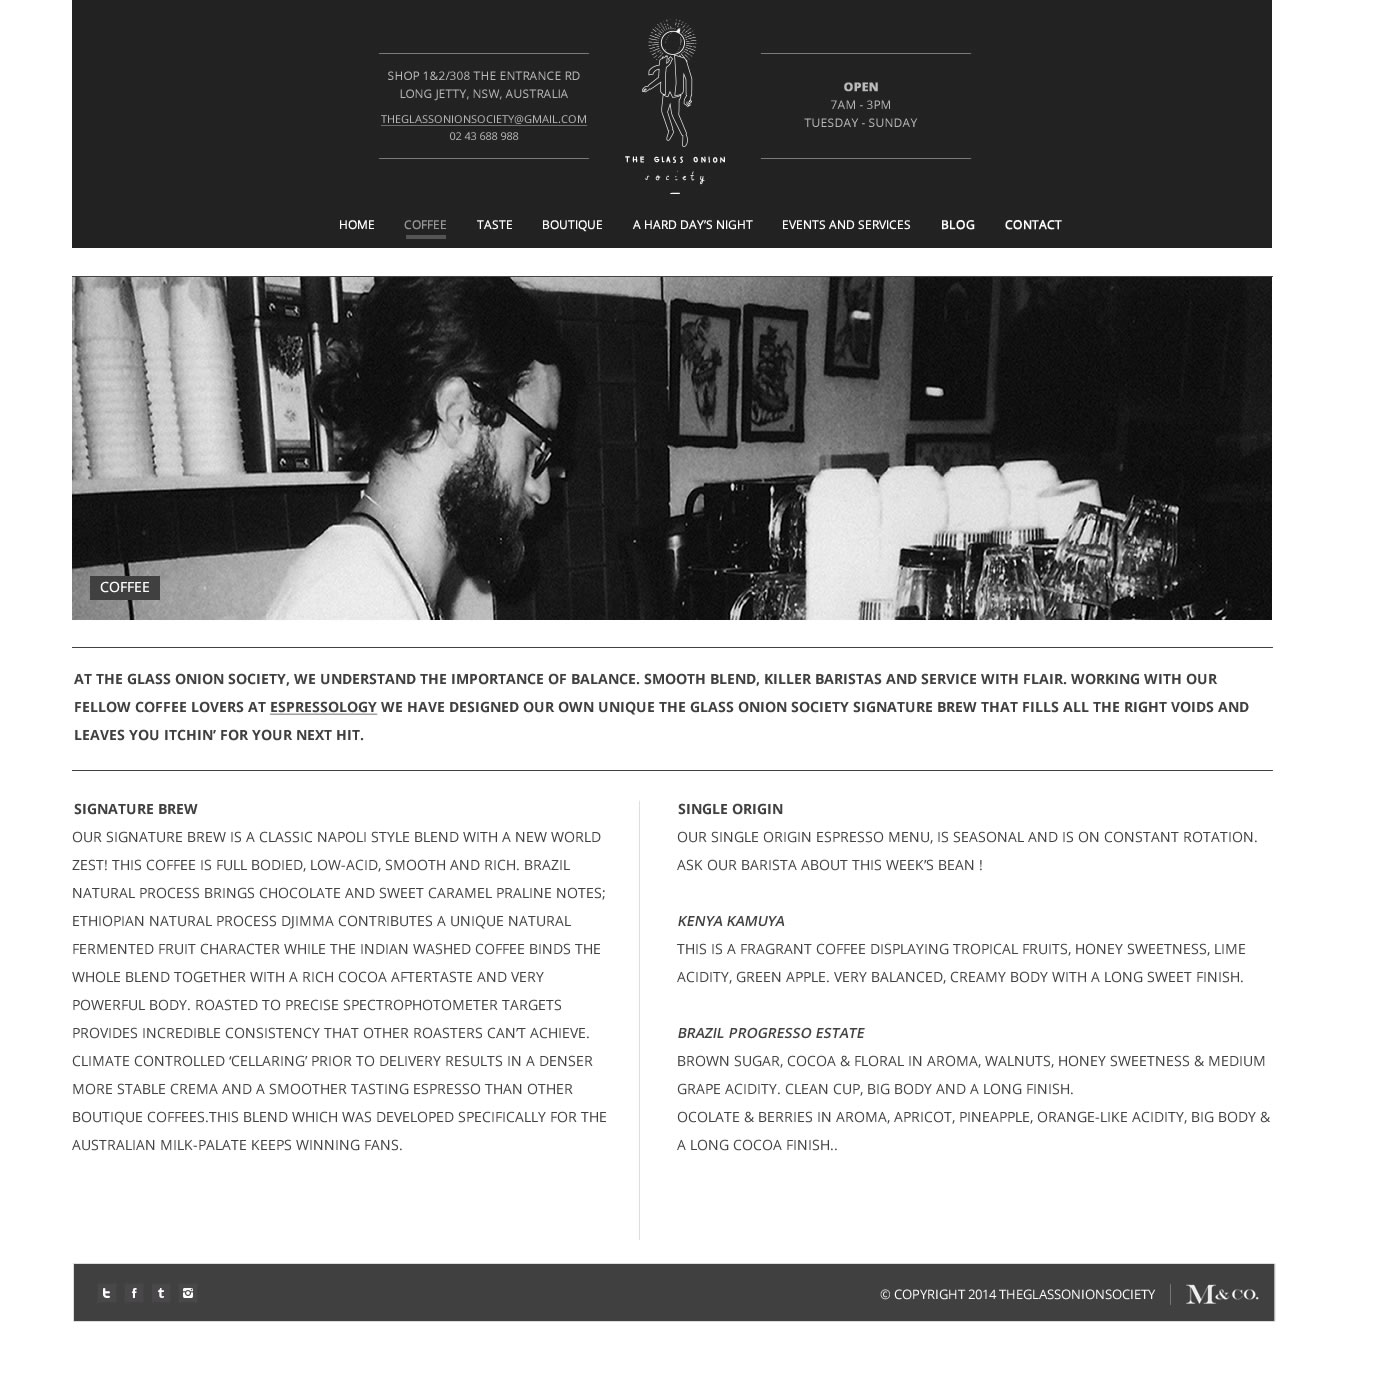 SHOP 1&2/308 THE ENTRANCE RD
LONG JETTY, NSW, AUSTRALIA
THEGLASSONIONSOCIETY@GMAIL.COM
02 43 688 988
THE GLASS ONION
society
OPEN
7AM - 3PM
TUESDAY - SUNDAY
HOME COFFEE TASTE BOUTIQUE A HARD DAY'S NIGHT EVENTS AND SERVICES BLOG CONTACT
COFFEE
AT THE GLASS ONION SOCIETY, WE UNDERSTAND THE IMPORTANCE OF BALANCE. SMOOTH BLEND, KILLER BARISTAS AND SERVICE WITH FLAIR. WORKING WITH OUR
FELLOW COFFEE LOVERS AT ESPRESSOLOGY WE HAVE DESIGNED OUR OWN UNIQUE THE GLASS ONION SOCIETY SIGNATURE BREW THAT FILLS ALL THE RIGHT VOIDS AND
LEAVES YOU ITCHIN' FOR YOUR NEXT HIT.
SIGNATURE BREW
OUR SIGNATURE BREW IS A CLASSIC NAPOLI STYLE BLEND WITH A NEW WORLD
ZEST! THIS COFFEE IS FULL BODIED, LOW-ACID, SMOOTH AND RICH. BRAZIL
NATURAL PROCESS BRINGS CHOCOLATE AND SWEET CARAMEL PRALINE NOTES;
ETHIOPIAN NATURAL PROCESS DJIMMA CONTRIBUTES A UNIQUE NATURAL
FERMENTED FRUIT CHARACTER WHILE THE INDIAN WASHED COFFEE BINDS THE
WHOLE BLEND TOGETHER WITH A RICH COCOA AFTERTASTE AND VERY
POWERFUL BODY. ROASTED TO PRECISE SPECTROPHOTOMETER TARGETS
PROVIDES INCREDIBLE CONSISTENCY THAT OTHER ROASTERS CAN'T ACHIEVE.
CLIMATE CONTROLLED 'CELLARING' PRIOR TO DELIVERY RESULTS IN A DENSER
MORE STABLE CREMA AND A SMOOTHER TASTING ESPRESSO THAN OTHER
BOUTIQUE COFFEES.THIS BLEND WHICH WAS DEVELOPED SPECIFICALLY FOR THE
AUSTRALIAN MILK-PALATE KEEPS WINNING FANS.
SINGLE ORIGIN
OUR SINGLE ORIGIN ESPRESSO MENU, IS SEASONAL AND IS ON CONSTANT ROTATION.
ASK OUR BARISTA ABOUT THIS WEEK'S BEAN !
KENYA KAMUYA
THIS IS A FRAGRANT COFFEE DISPLAYING TROPICAL FRUITS, HONEY SWEETNESS, LIME
ACIDITY, GREEN APPLE. VERY BALANCED, CREAMY BODY WITH A LONG SWEET FINISH.
BRAZIL PROGRESSO ESTATE
BROWN SUGAR, COCOA & FLORAL IN AROMA, WALNUTS, HONEY SWEETNESS & MEDIUM
GRAPE ACIDITY. CLEAN CUP, BIG BODY AND A LONG FINISH.
OCOLATE & BERRIES IN AROMA, APRICOT, PINEAPPLE, ORANGE-LIKE ACIDITY, BIG BODY &
A LONG COCOA FINISH..
© COPYRIGHT 2014 THEGLASSONIONSOCIETY
M& CO.